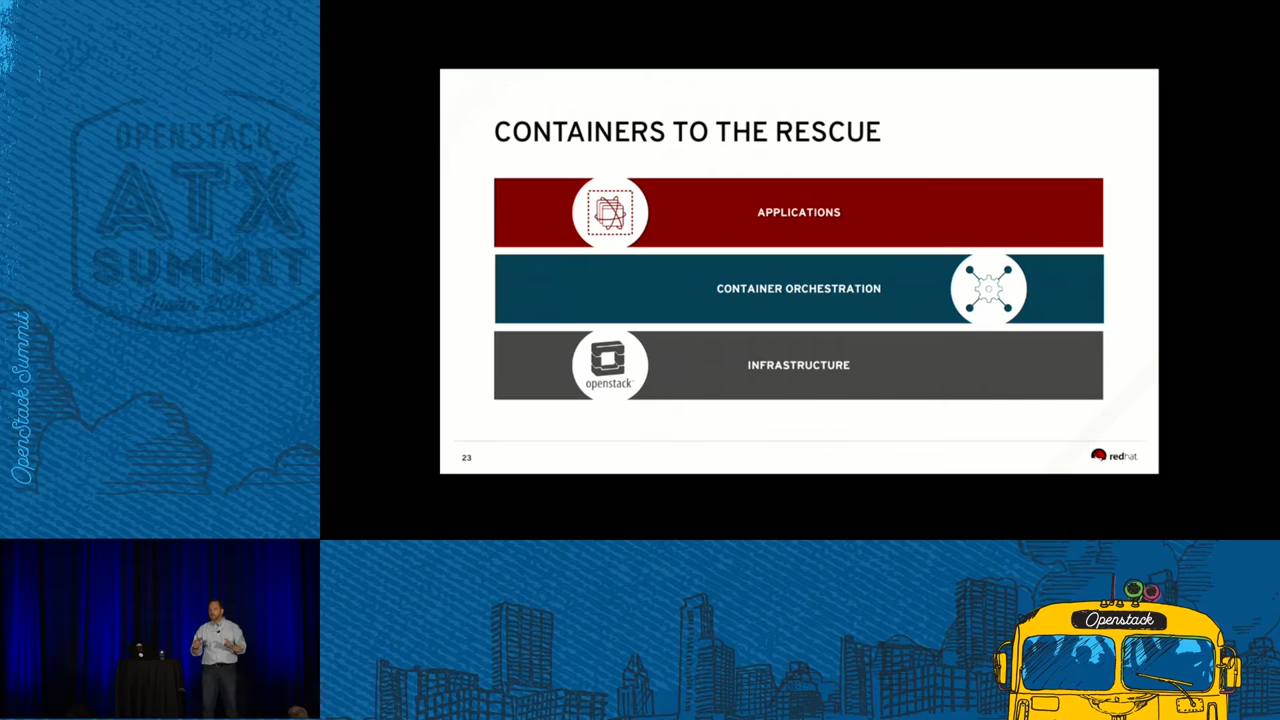 OPENSTACK
ATX
SUMMIT
OpenStack Summit
CONTAINERS TO THE RESCUE
APPLICATIONS
CONTAINER ORCHESTRATION
openstack
INFRASTRUCTURE
23
redhat
Openstack